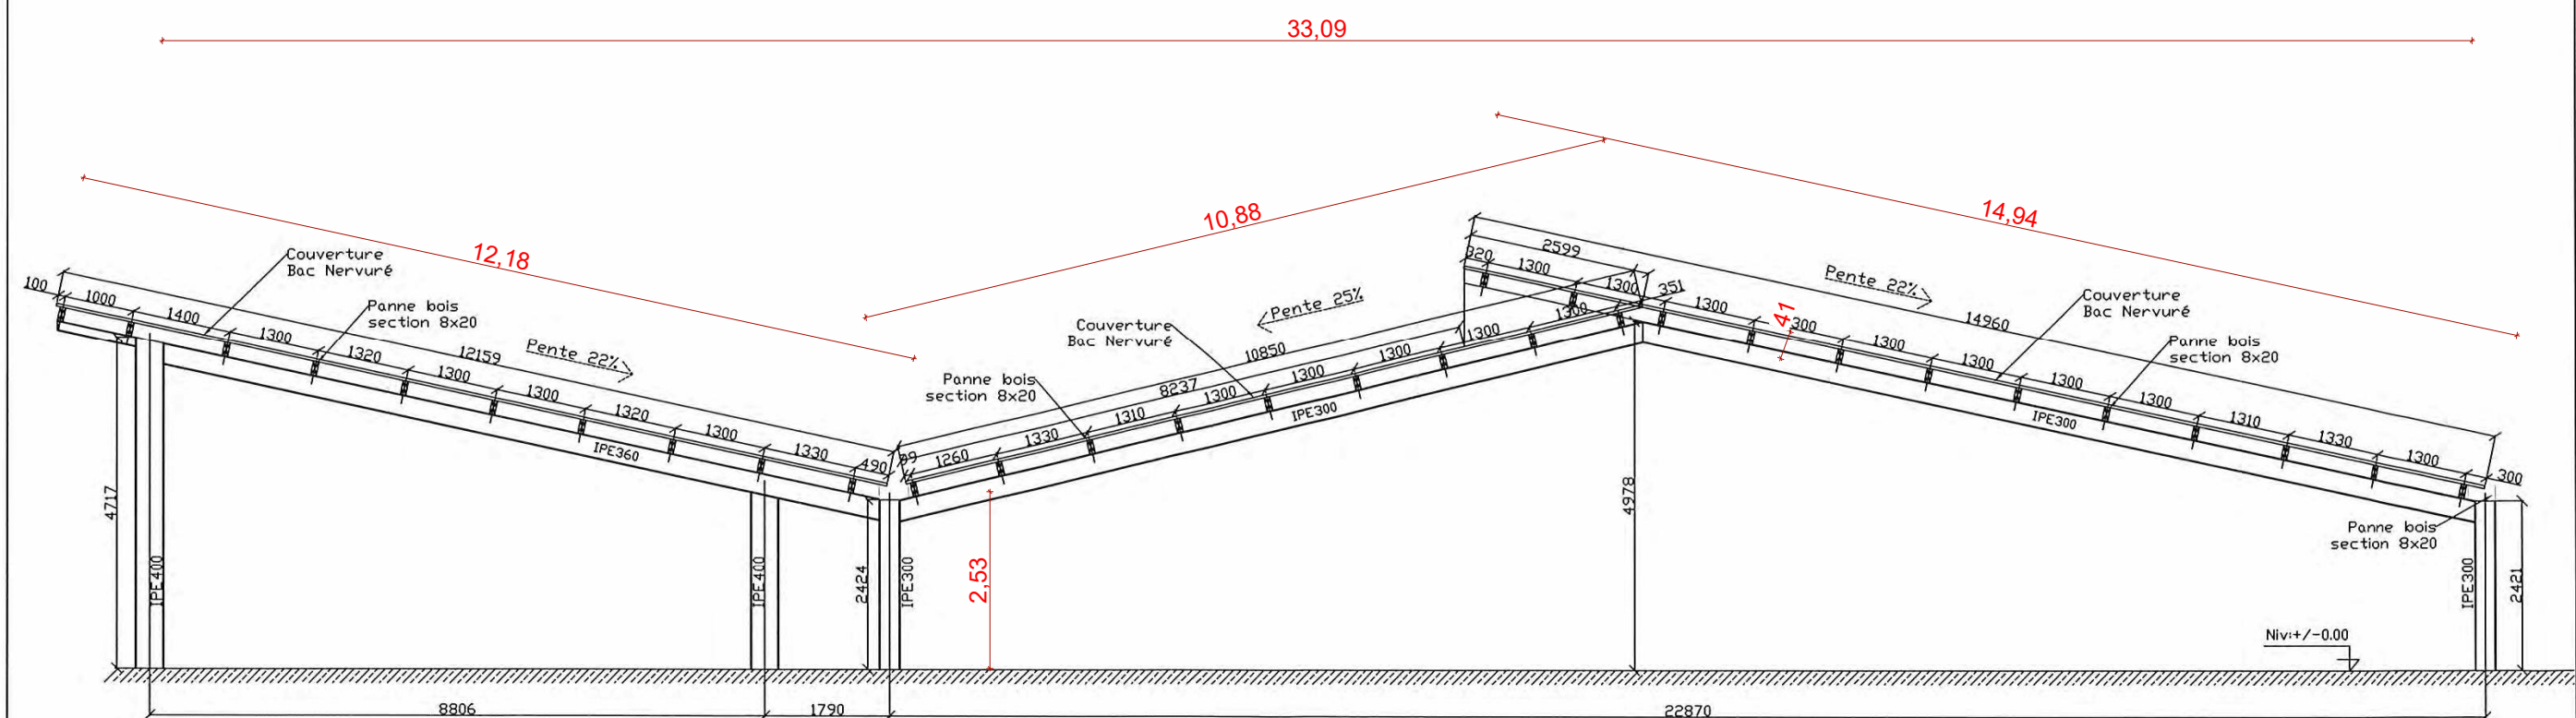 33,09
12,18
10,88
14,94
2599
320
1300
1300
351
Pente 22%
14960
Couverture
Bac Nervuré
Couverture
Bac Nervuré
Pente 25%
Couverture
Bac Nervuré
100
1000
1400
1300
1320
1300
1300
1320
1300
1330
490
Panne bois
section 8x20
12159
Pente 22%
10850
8237
99
1260
1330
1310
1300
1300
1300
1300
1300
Panne bois
section 8x20
1300
41
300
1300
1300
1300
1300
1310
1330
1300
300
Panne bois
section 8x20
IPE360
IPE300
IPE300
4717
IPE400
IPE400
2424
IPE300
2,53
4978
Panne bois
section 8x20
IPE300
2421
Niv:+/-0.00
8806
1790
22870